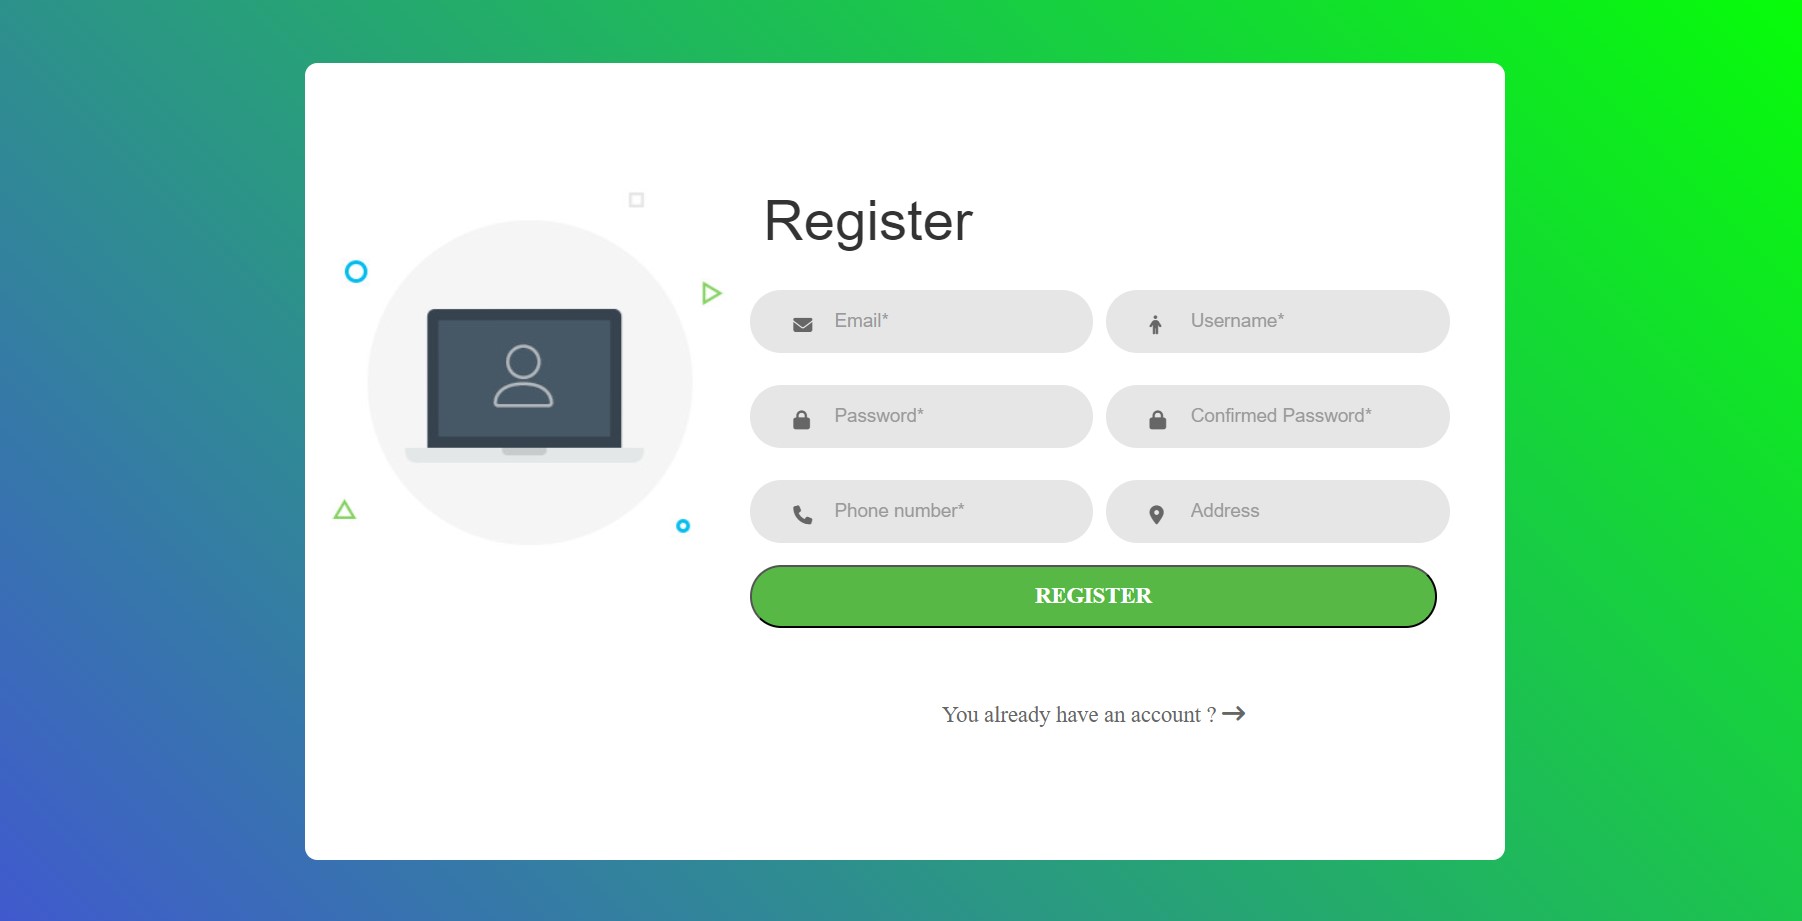 Register
Email* Username*
Password* Confirmed Password*
Phone number* Address
REGISTER
You already have an account ?